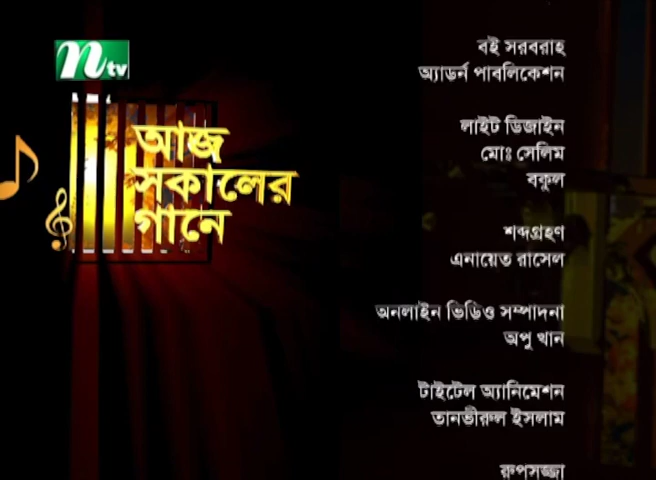 ntv
আজ
সকালের
গানে
বই সরবরাহ
অ্যাডর্ন পাবলিকেশন
লাইট ডিজাইন
মোঃ সেলিম
বকুল
শব্দগ্রহণ
এনায়েত রাসেল
অনলাইন ভিডিও সম্পাদনা
অপু খান
টাইটেল অ্যানিমেশন
তানভীরুল ইসলাম
রুপসজ্জা